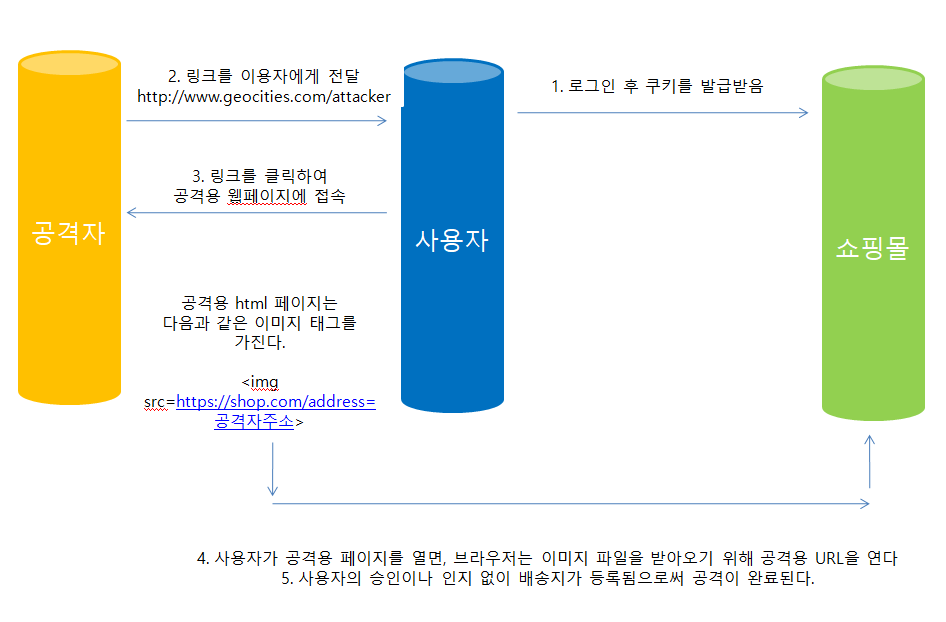 2. 링크를 이용자에게 전달
http://www.geocities.com/attacker
1. 로그인 후 쿠키를 발급받음
3. 링크를 클릭하여
공격용 웹페이지에 접속
공격자
사용자
쇼핑몰
공격용 html 페이지는
다음과 같은 이미지 태그를
가진다.
<img
src=https://shop.com/address=
공격자주소>
4. 사용자가 공격용 페이지를 열면, 브라우저는 이미지 파일을 받아오기 위해 공격용 URL을 연다
5. 사용자의 승인이나 인지 없이 배송지가 등록됨으로써 공격이 완료된다.